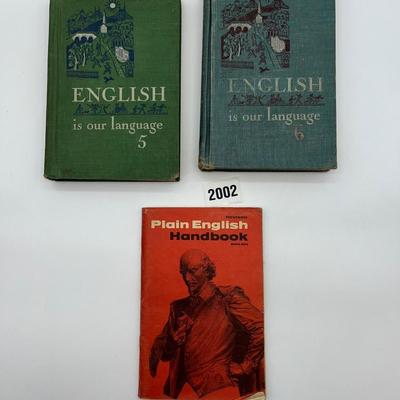 ENGLISH
is our language
5
ENGLISH
is our language
6
2002
Plain English
Handbook